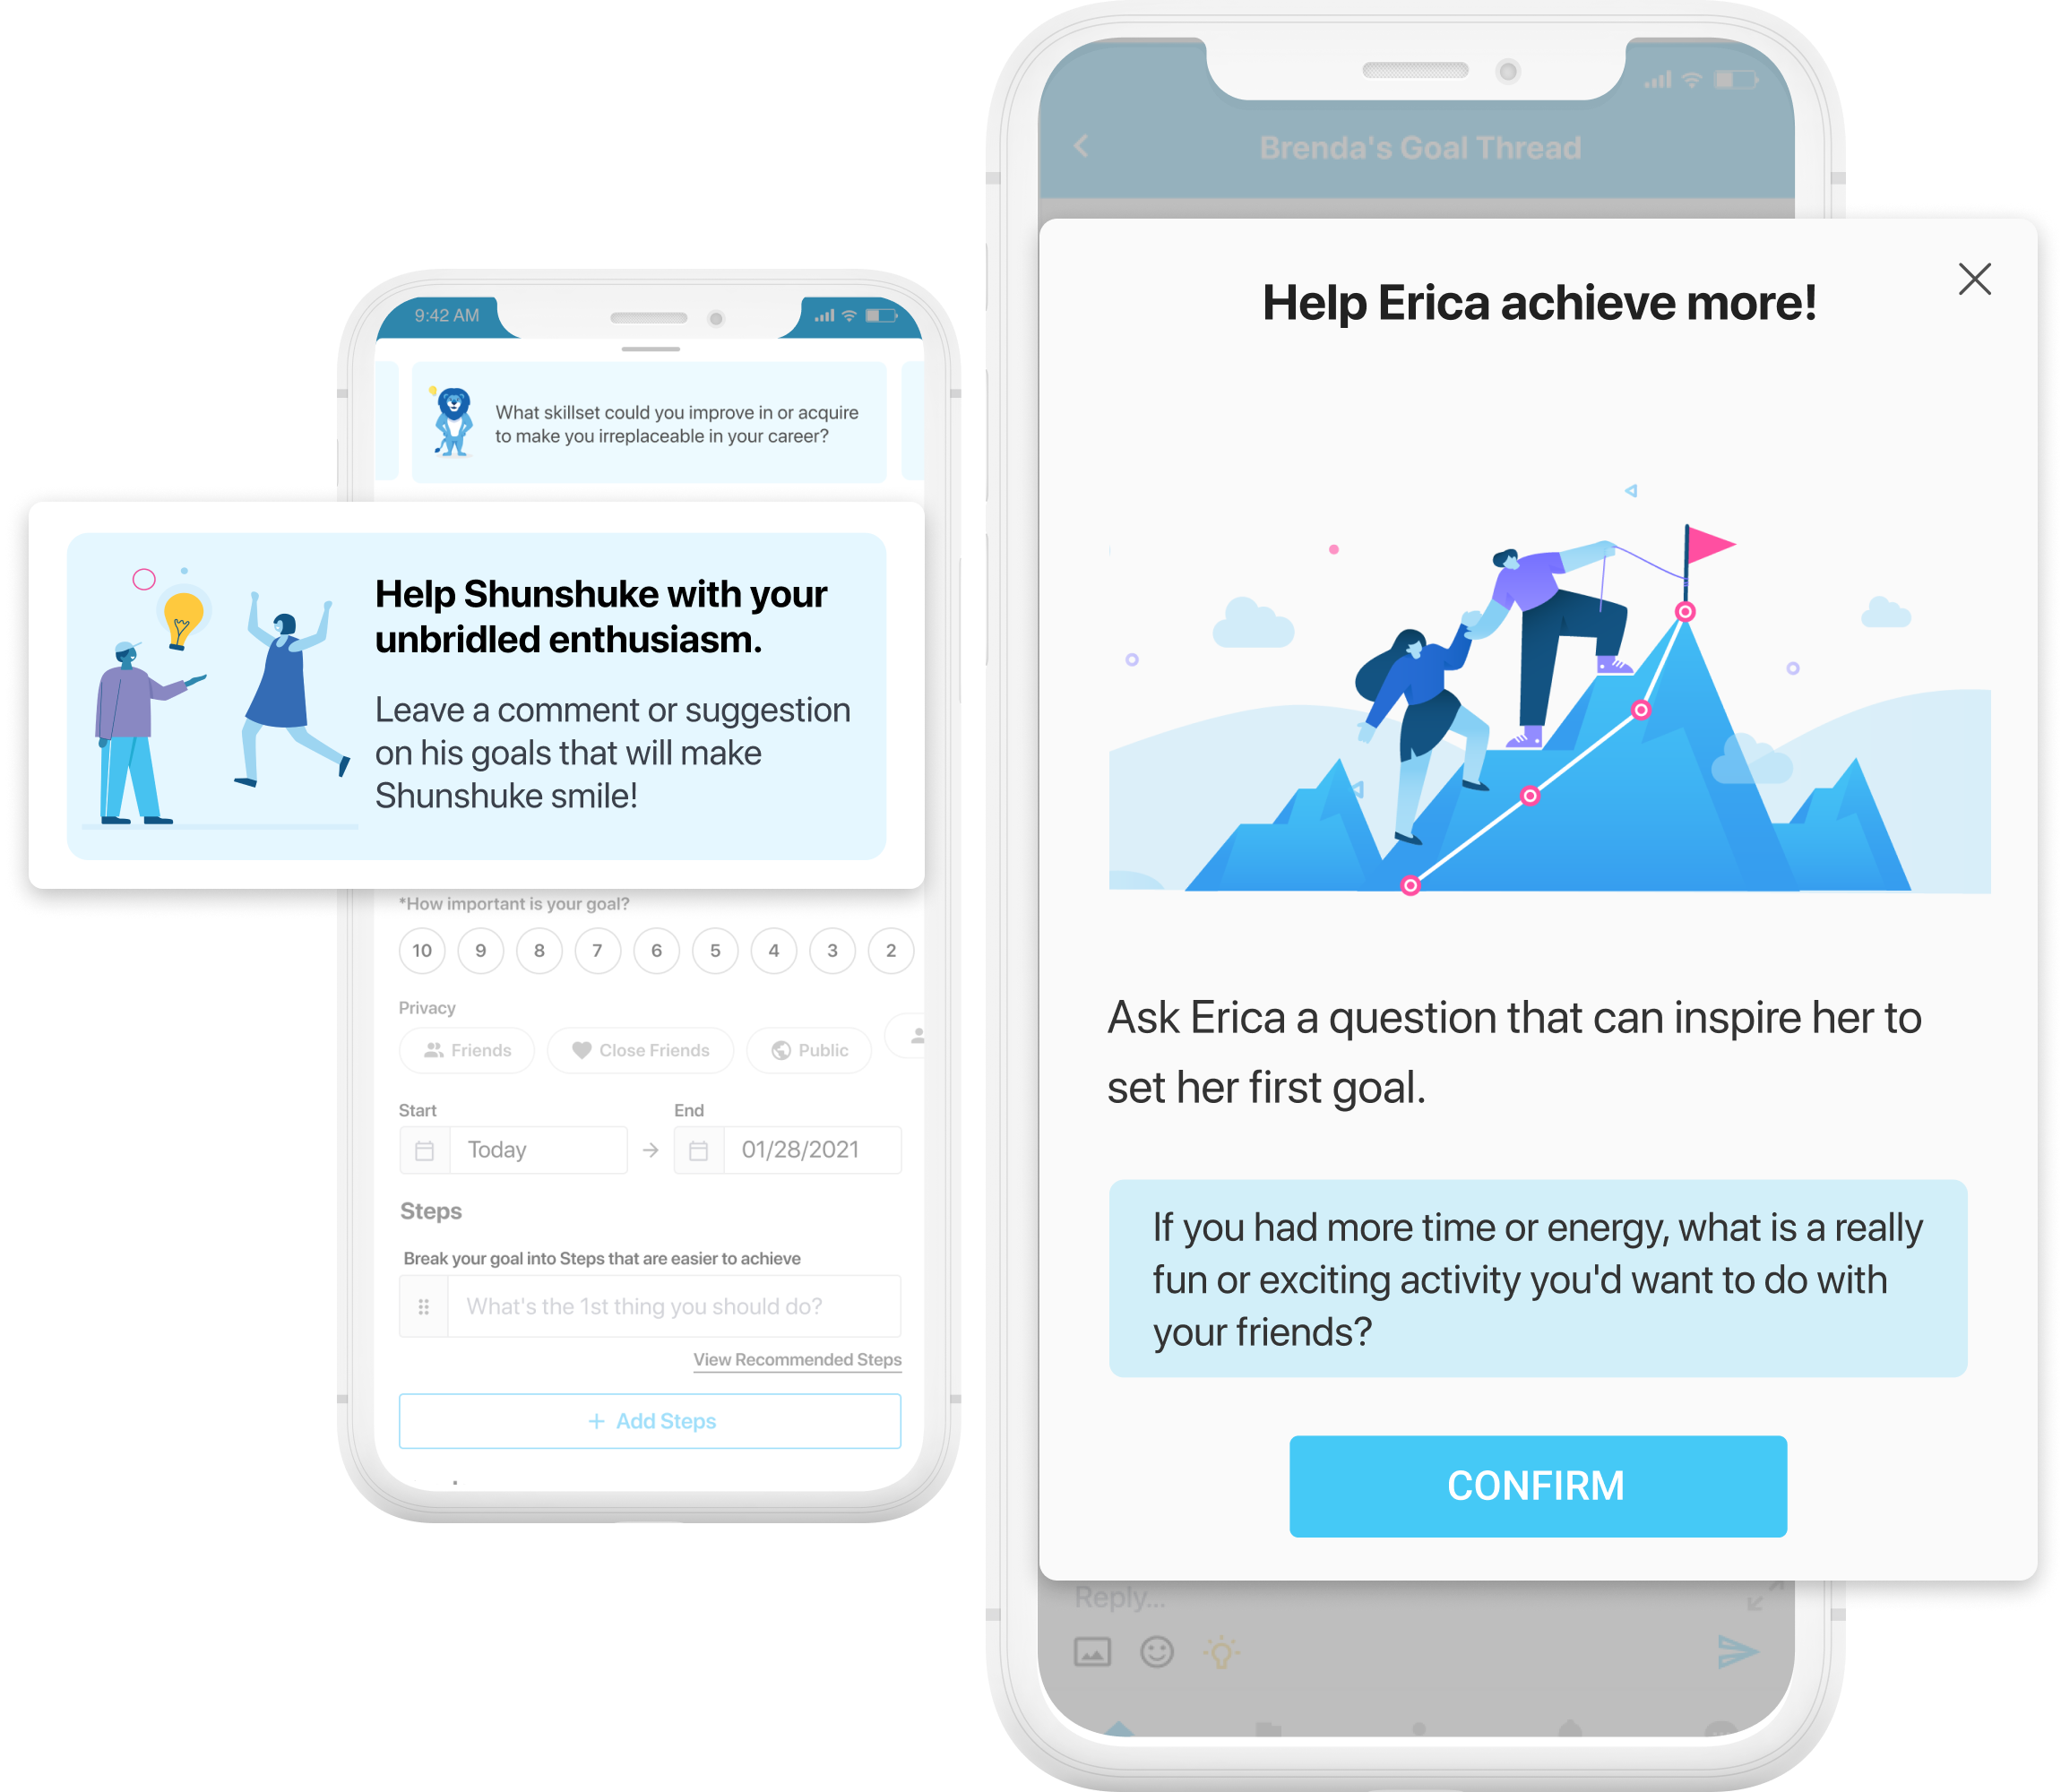 9:42 AM
What skillset could you improve in or acquire
to make you irreplaceable in your career?
Help Shunshuke with your
unbridled enthusiasm.
Leave a comment or suggestion
on his goals that will make
Shunshuke smile!
*How important is your goal?
10 9 8 7 6 5 4 3 2
Privacy
Friends Close Friends Public
Start End
Today 01/28/2021
Steps
Break your goal into Steps that are easier to achieve
What's the 1st thing you should do?
View Recommended Steps
+ Add Steps
Brenda's Goal Thread
Help Erica achieve more!
Ask Erica a question that can inspire her to
set her first goal.
If you had more time or energy, what is a really
fun or exciting activity you'd want to do with
your friends?
CONFIRM
Reply...